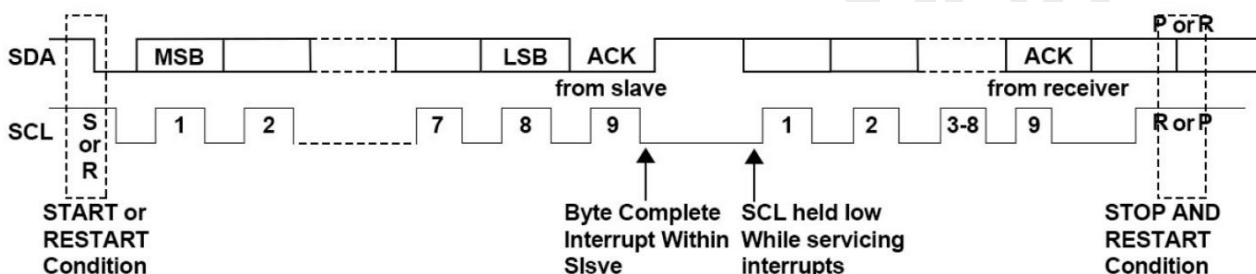 P or R
SDA MSB LSB ACK ACK
from slave from receiver
SCL S or R 1 2 7 8 9 1 2 3-8 9 R or P
START or RESTART Condition
Byte Complete Interrupt Within Slsve
SCL held low While servicing interrupts
STOP AND RESTART Condition